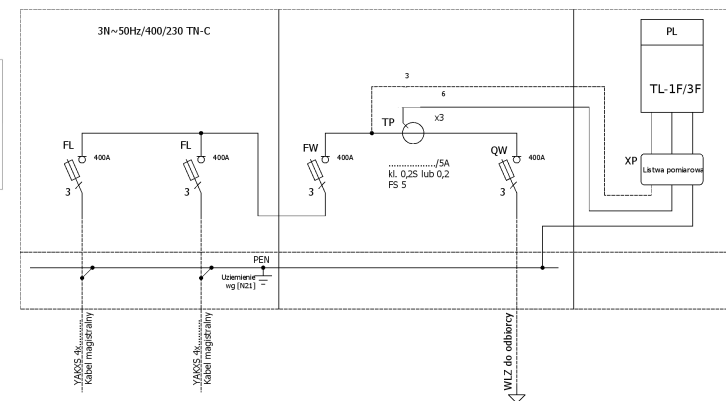 3N~50Hz/400/230 TN-C
PL
TL-1F/3F
3
6
x3
TP
FL
400A
3
FL
400A
3
FW
400A
3
............../5A
kl. 0,2S lub 0,2
FS 5
QW
400A
3
XP
Listwa pomiarowa
PEN
Uziemienie
wg [N21]
YAKXS 4x.........
Kabel magistralny
YAKXS 4x.........
Kabel magistralny
WLZ do odbiorcy